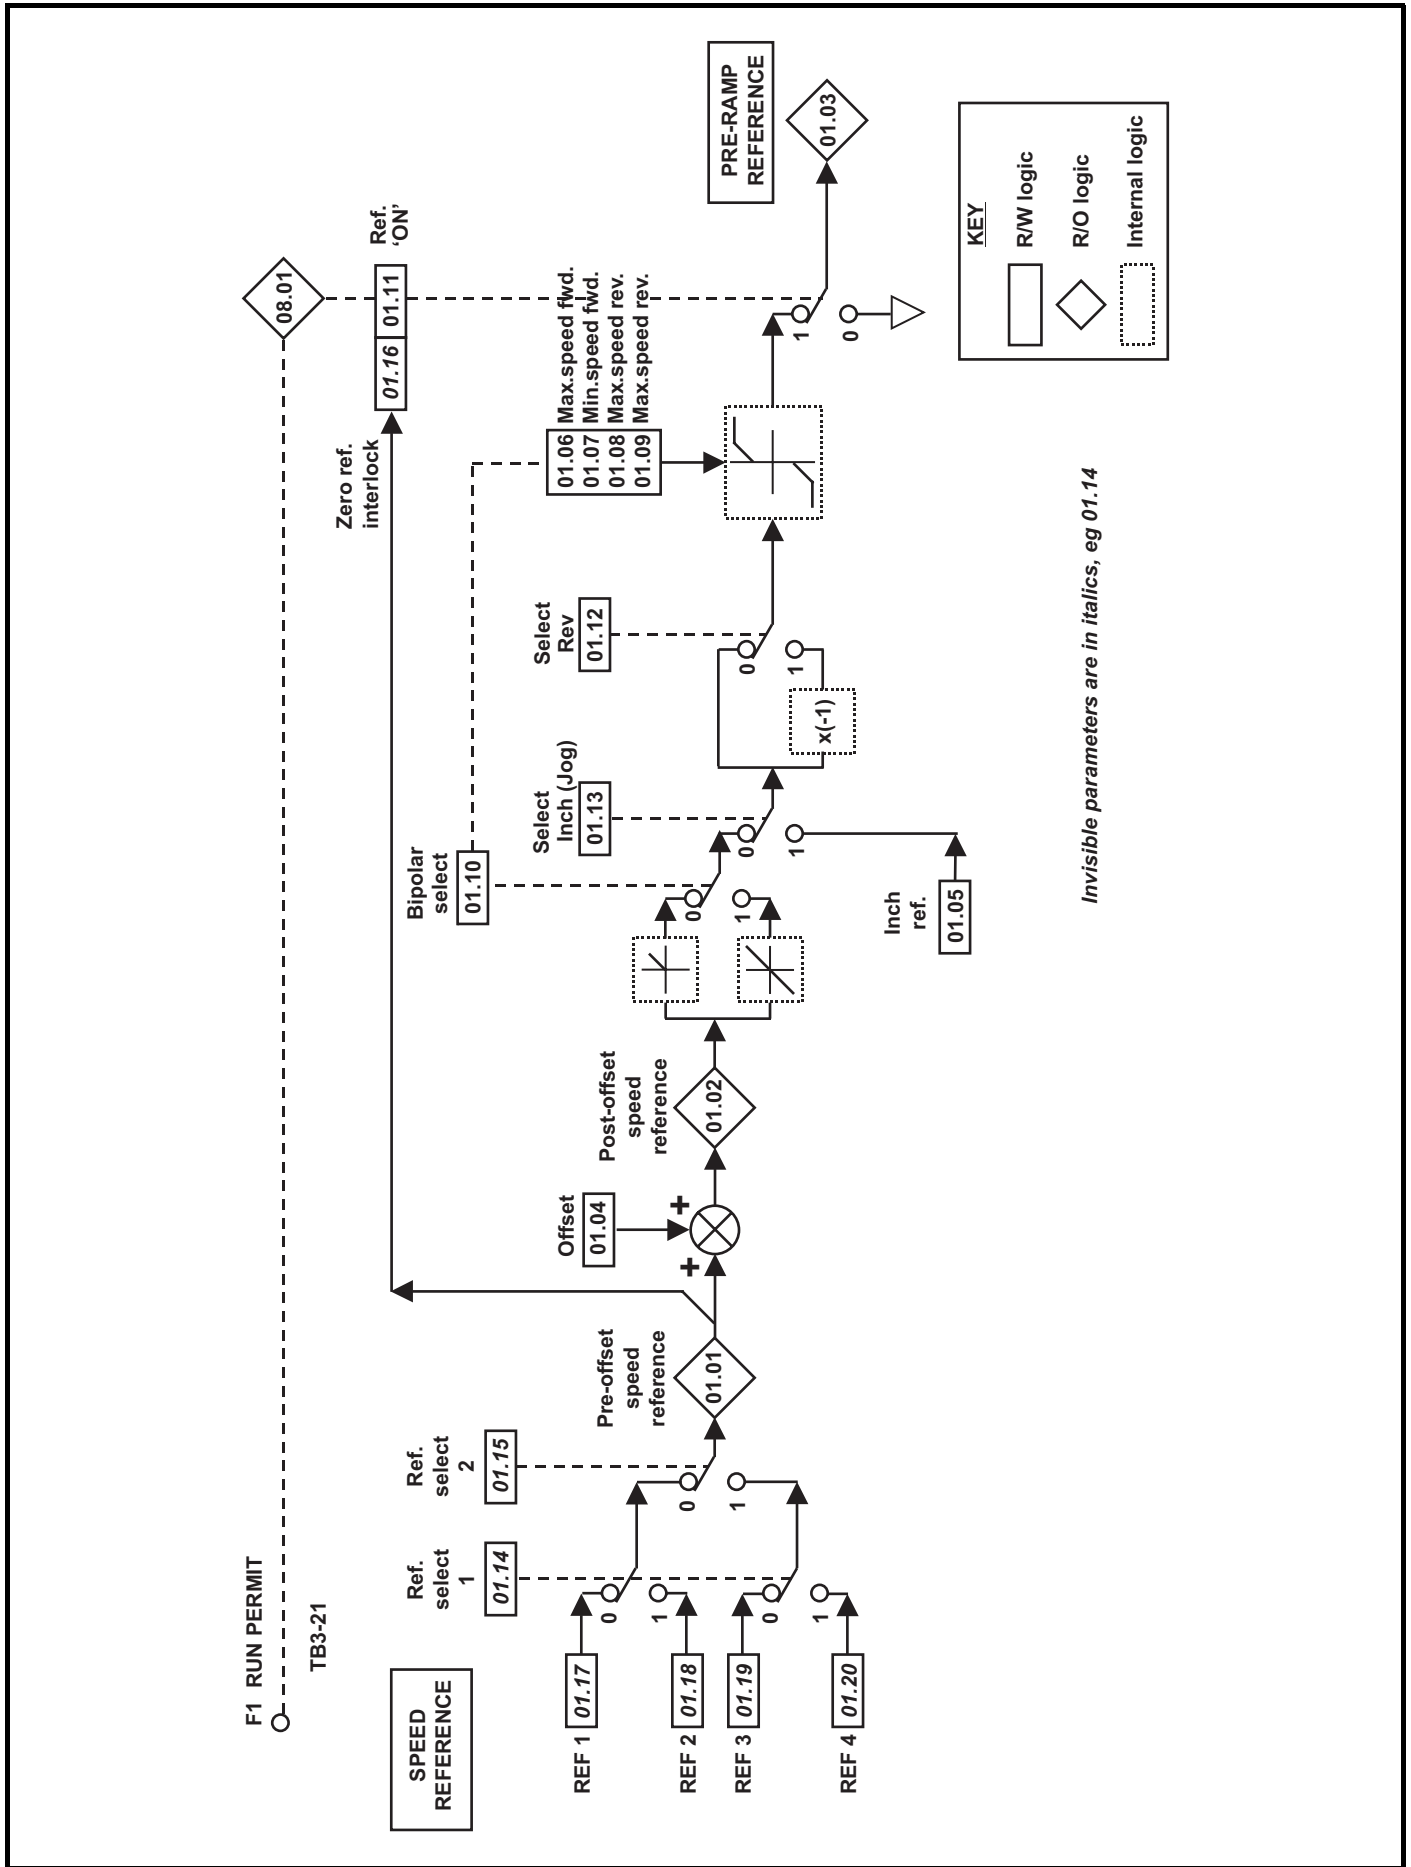 F1 RUN PERMIT
TB3-21
08.01
SPEED
REFERENCE
Zero ref.
interlock
01.16
01.11
Ref.
‘ON’
Ref.
select
1
01.14
Ref.
select
2
01.15
Bipolar
select
01.10
REF 1
01.17
0
1
REF 2
01.18
REF 3
01.19
0
1
REF 4
01.20
0
1
Pre-offset
speed
reference
01.01
Offset
01.04
+
+
Post-offset
speed
reference
01.02
0
1
Select
Inch (Jog)
01.13
0
1
Inch
ref.
01.05
Select
Rev
01.12
0
1
x(-1)
01.06 Max.speed fwd.
01.07 Min.speed fwd.
01.08 Max.speed rev.
01.09 Max.speed rev.
1
0
PRE-RAMP
REFERENCE
01.03
Invisible parameters are in italics, eg 01.14
KEY
R/W logic
R/O logic
Internal logic